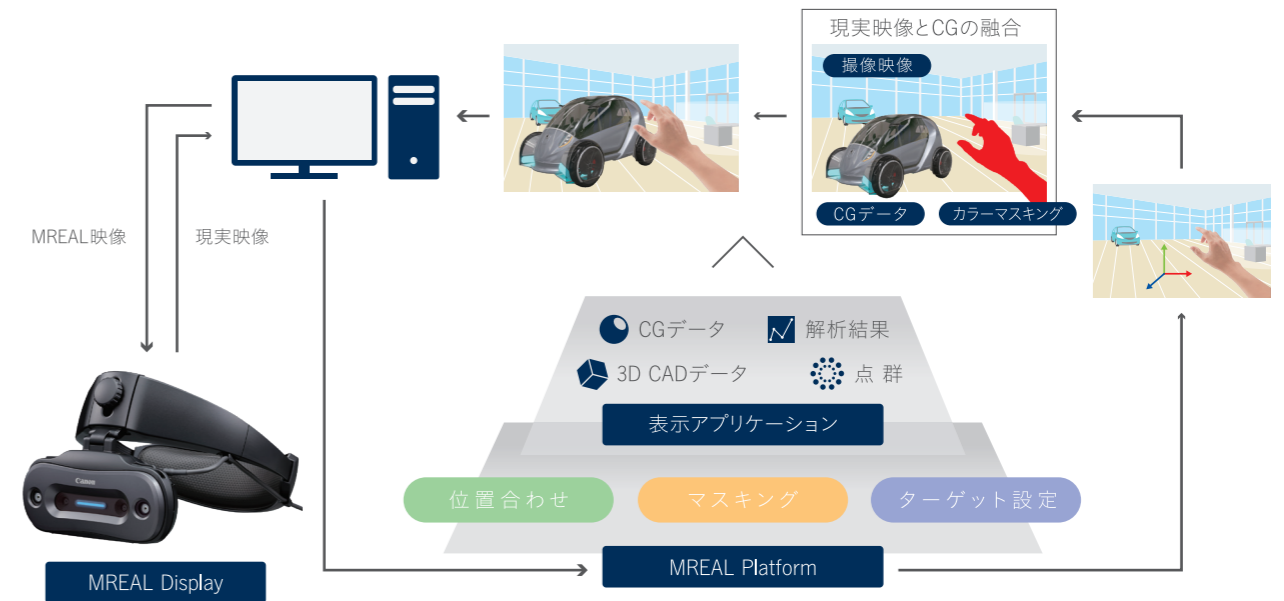 現実映像とCGの融合
撮像映像
CGデータ
カラーマスキング
MREAL映像
現実映像
CGデータ
解析結果
3D CADデータ
点 群
表示アプリケーション
位置合わせ
マスキング
ターゲット設定
MREAL Platform
Canon
MREAL Display